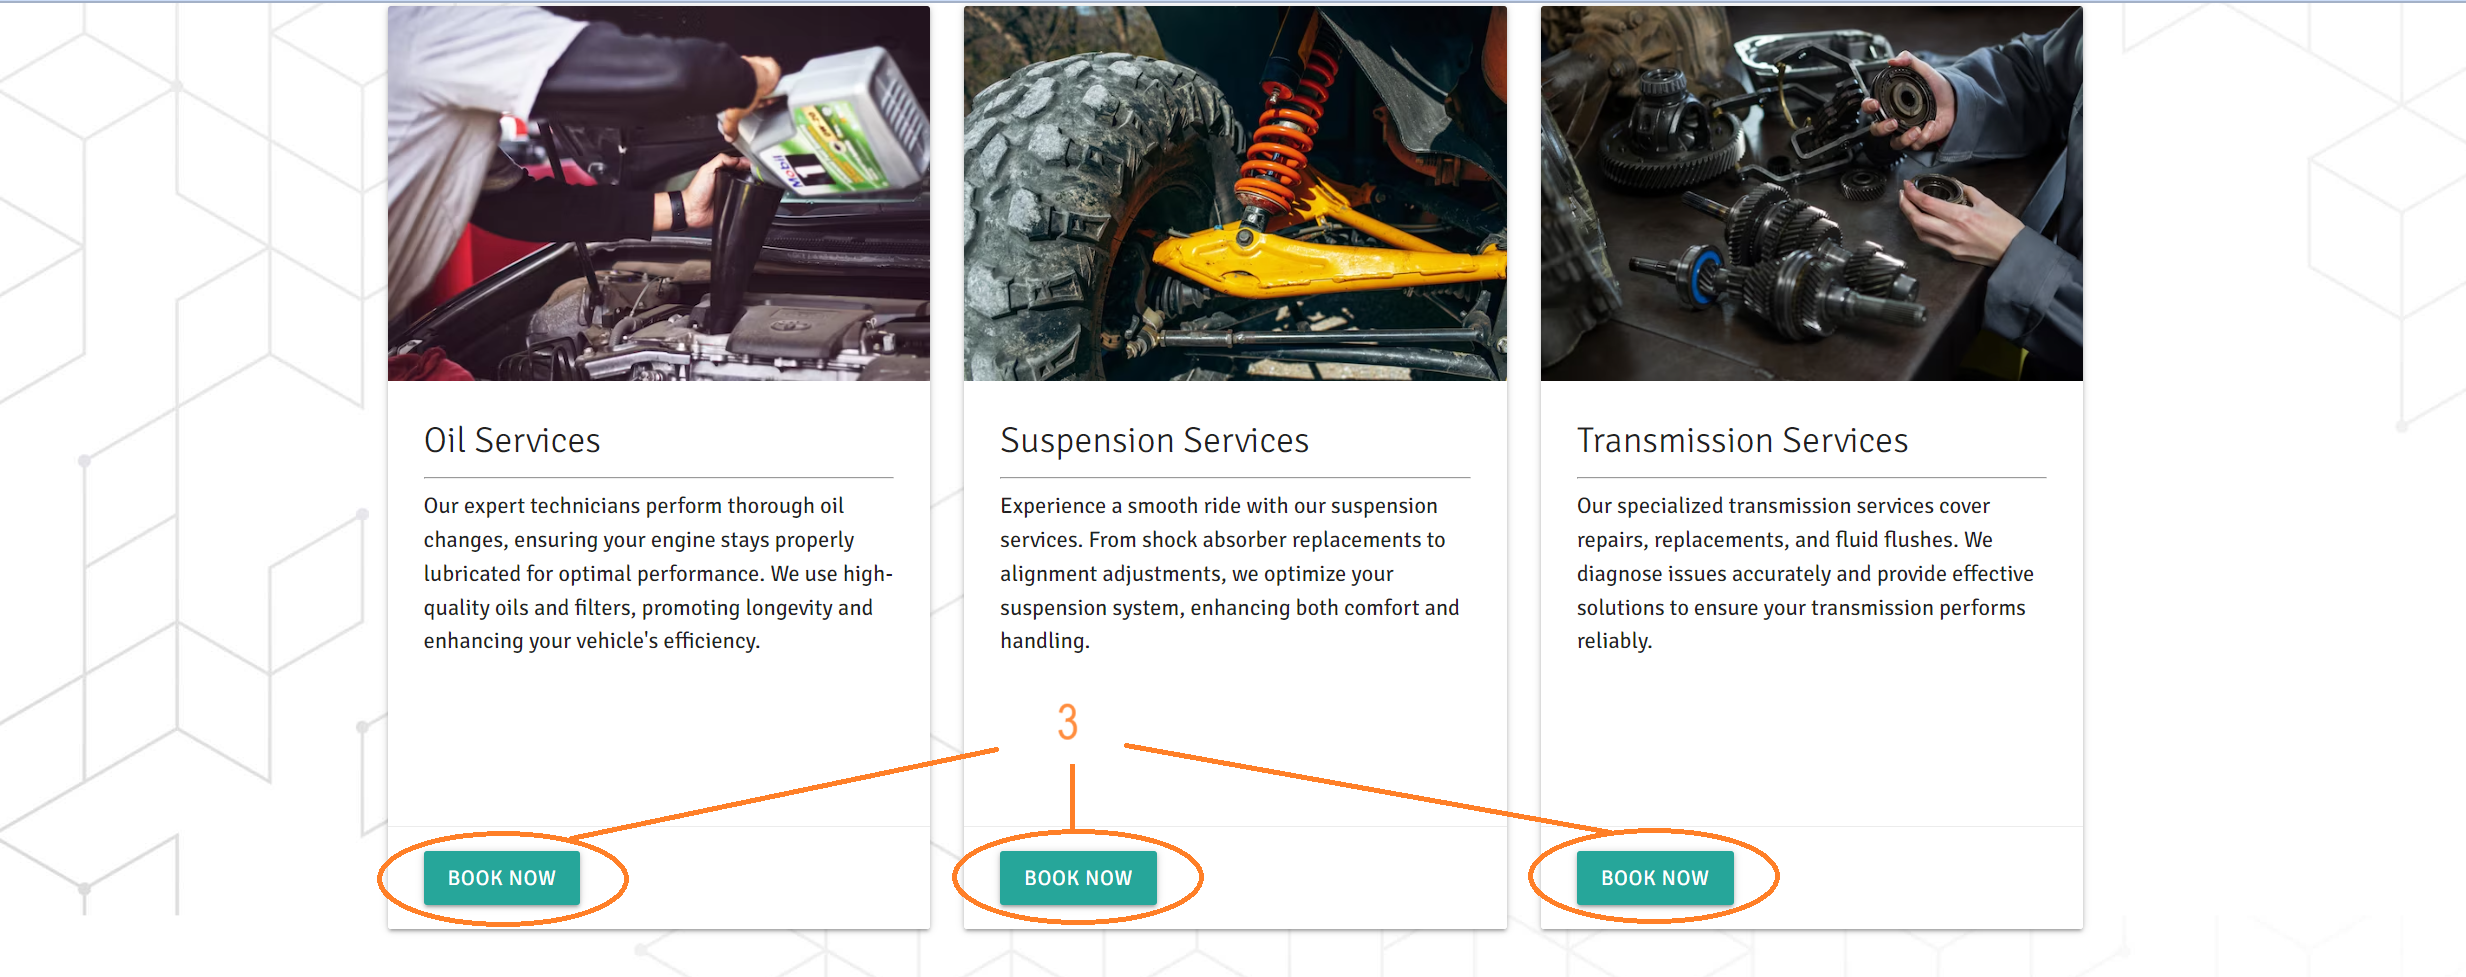 Mobil 1
Oil Services
Our expert technicians perform thorough oil
changes, ensuring your engine stays properly
lubricated for optimal performance. We use high-
quality oils and filters, promoting longevity and
enhancing your vehicle's efficiency.
BOOK NOW
Suspension Services
Experience a smooth ride with our suspension
services. From shock absorber replacements to
alignment adjustments, we optimize your
suspension system, enhancing both comfort and
handling.
3
BOOK NOW
Transmission Services
Our specialized transmission services cover
repairs, replacements, and fluid flushes. We
diagnose issues accurately and provide effective
solutions to ensure your transmission performs
reliably.
BOOK NOW